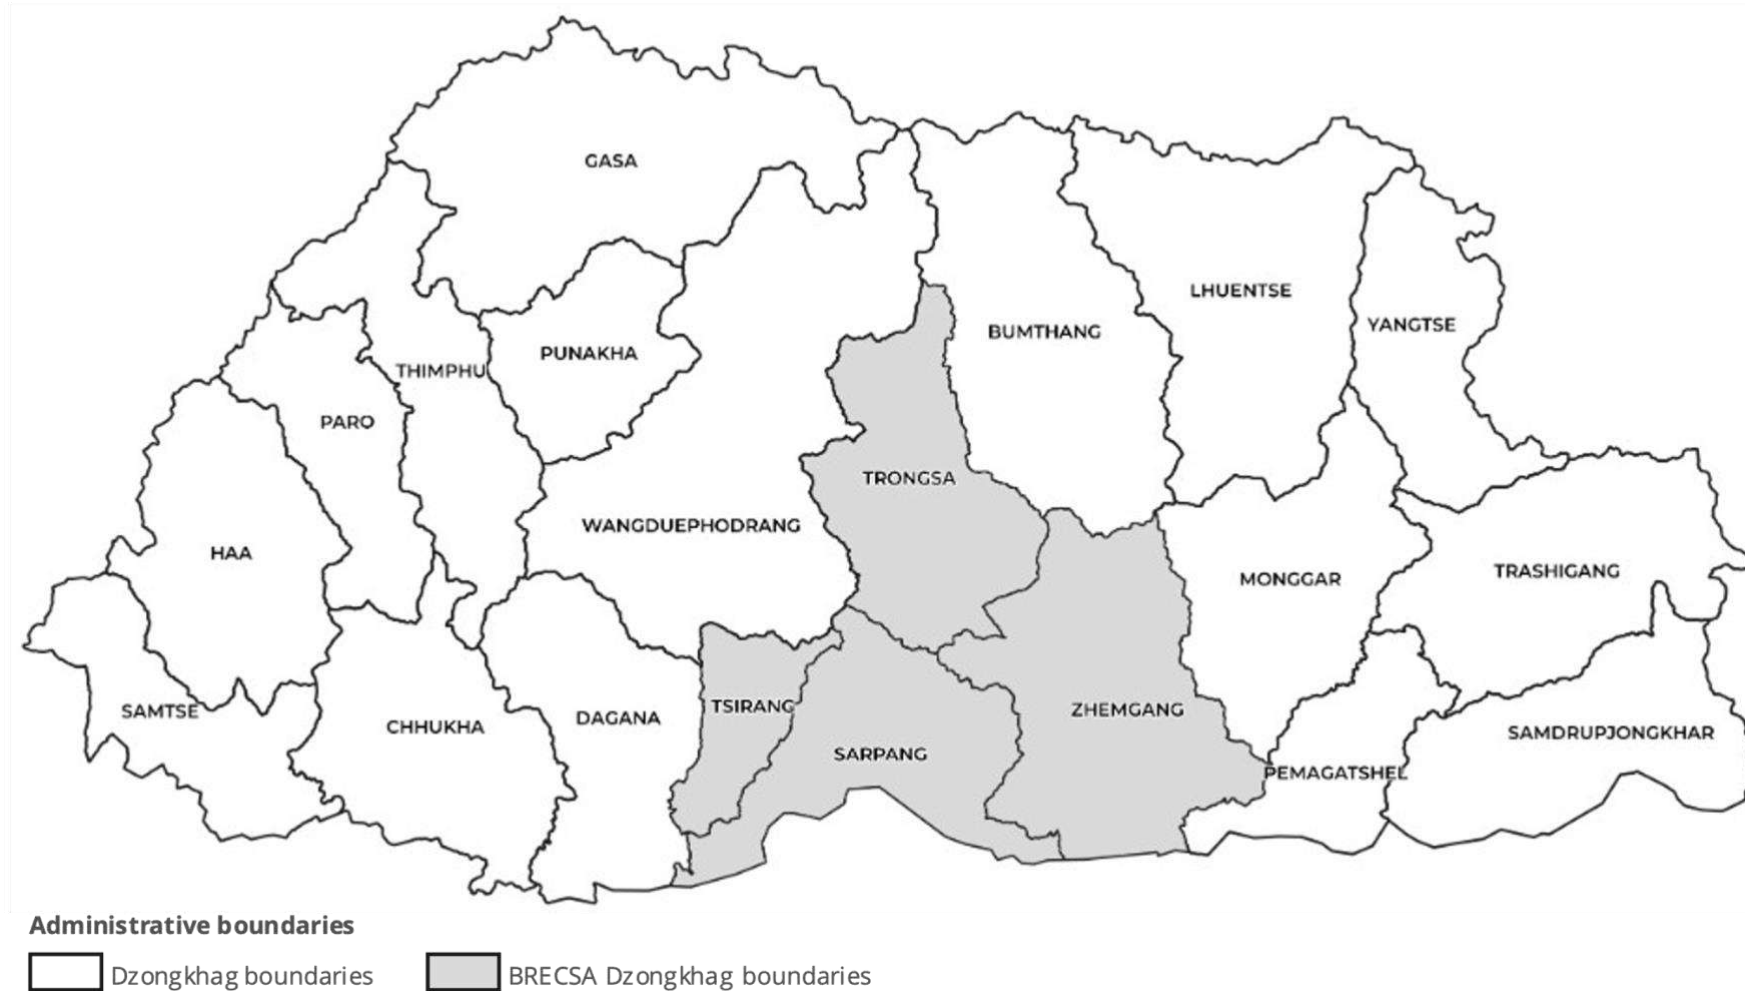 GASA
LHUENTSE
YANGTSE
BUMTHANG
PUNAKHA
THIMPHU
PARO
TRONGSA
WANGDUEPHODRANG
HAA
TRASHIGANG
MONGGAR
TSIRANG
ZHEMGANG
SAMTSE
DAGANA
CHHUKHA
SAMDRUPJONGKHAR
SARPANG
PEMAGATSHEL
Administrative boundaries
Dzongkhag boundaries
BRECSA Dzongkhag boundaries